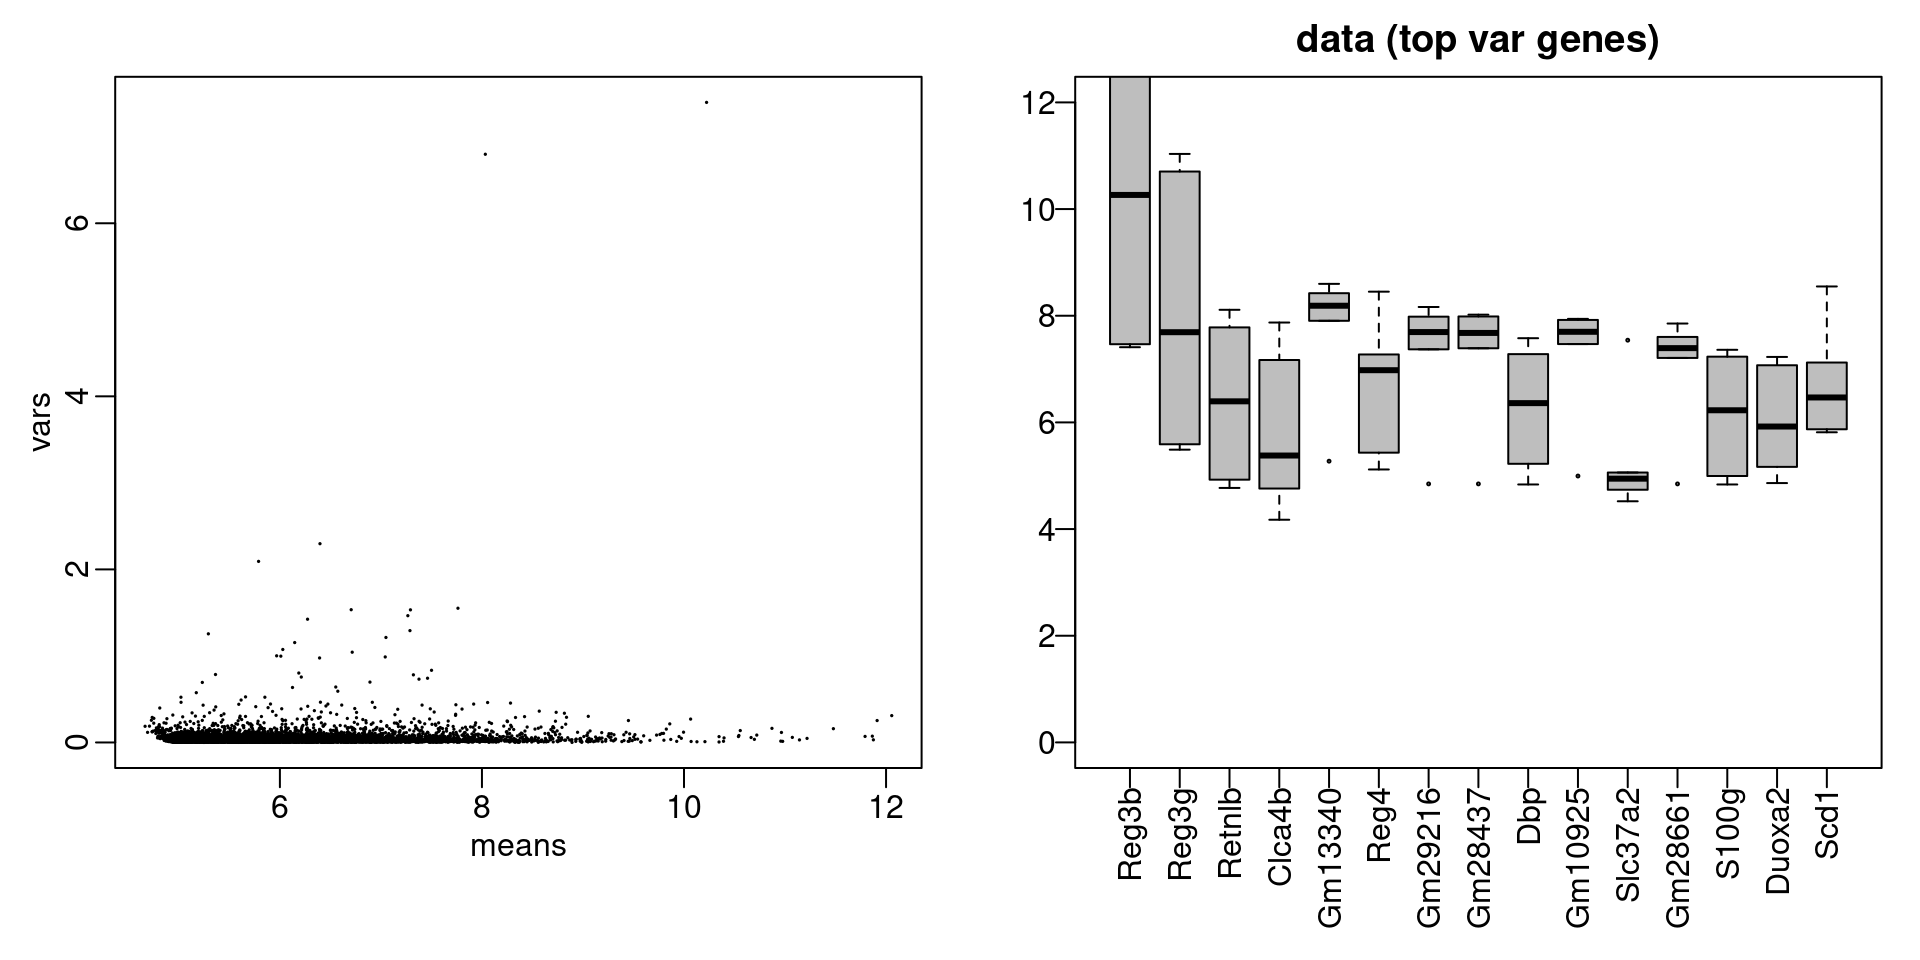 data (top var genes)
vars
0
2
4
6
6
8
10
12
means
12
10
8
6
4
2
0
Reg3b
Reg3g
Retnlb
Clca4b
Gm13340
Reg4
Gm29216
Gm28437
Dbp
Gm10925
Slc37a2
Gm28661
S100g
Duoxa2
Scd1